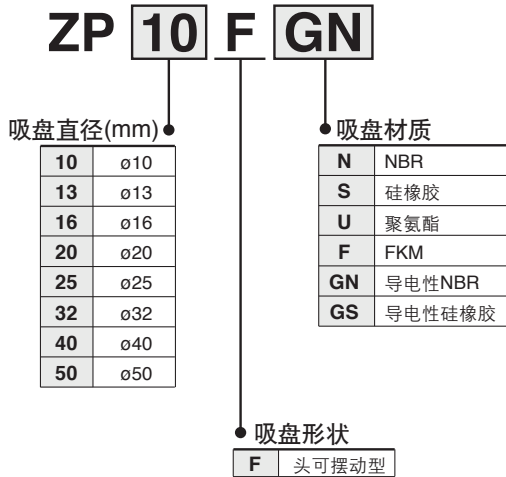 ZP 10 F GN
吸盘直径(mm)
10 ø10
13 ø13
16 ø16
20 ø20
25 ø25
32 ø32
40 ø40
50 ø50
吸盘材质
N NBR
S 硅橡胶
U 聚氨酯
F FKM
GN 导电性NBR
GS 导电性硅橡胶
吸盘形状
F 头可摆动型